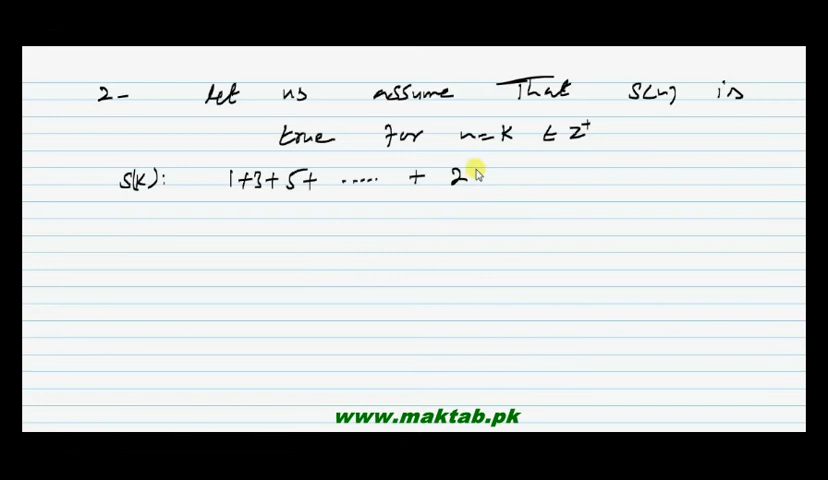 2- let us assume That S(n) is
true for n=K ∈ Z⁺
S(K): 1+3+5+ ..... + 2
www.maktab.pk